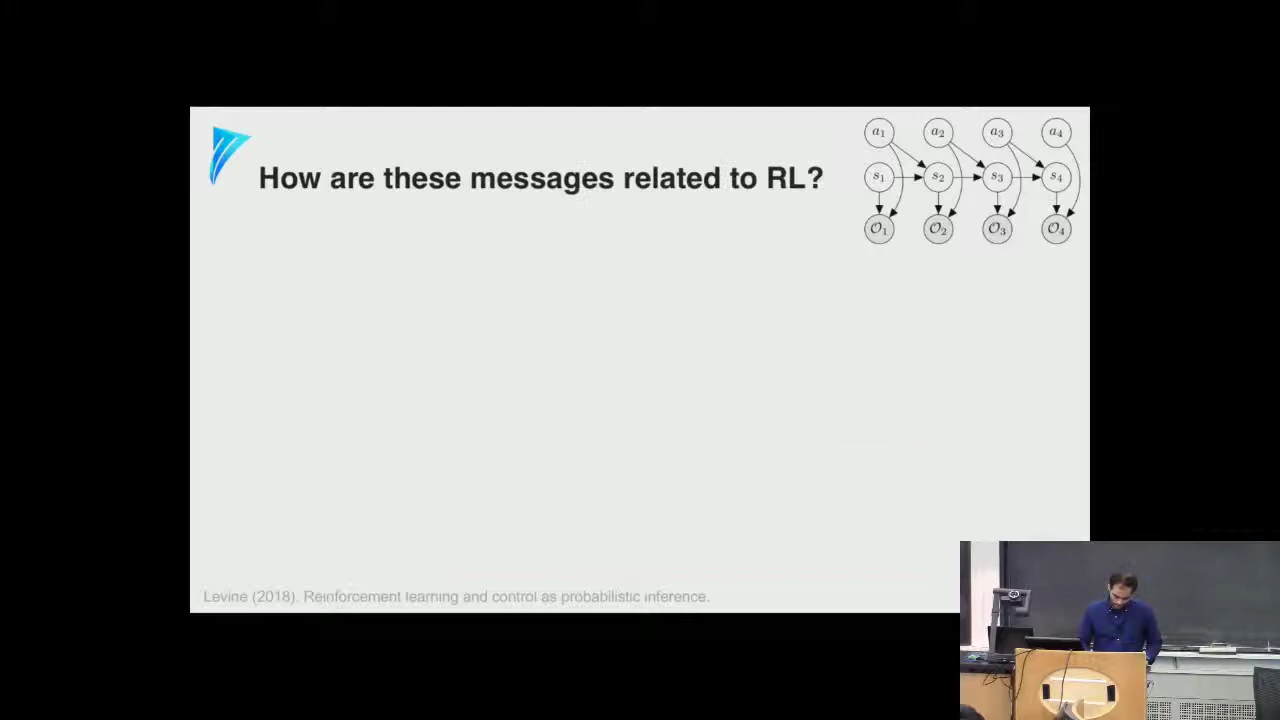 How are these messages related to RL?
a₁ a₂ a₃ a₄
s₁ s₂ s₃ s₄
𝒪₁ 𝒪₂ 𝒪₃ 𝒪₄
Levine (2018). Reinforcement learning and control as probabilistic inference.